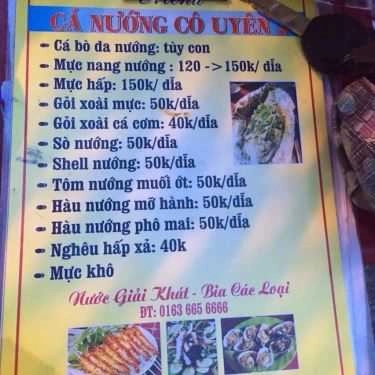 Menu
CÁ NƯỚNG CÔ UYÊN
Cá bò da nướng: tùy con
Mực nang nướng : 120 ->150k/ dĩa
Mực hấp: 150k/ dĩa
Gỏi xoài mực: 50k/dĩa
Gỏi xoài cá cơm: 40k/dĩa
Sò nướng: 50k/dĩa
Shell nướng: 50k/dĩa
Tôm nướng muối ớt: 50k/dĩa
Hàu nướng mỡ hành: 50k/dĩa
Hàu nướng phô mai: 50k/dĩa
Nghêu hấp xả: 40k
Mực khô
Nước Giải Khát - Bia Các Loại
ĐT: 0163 665 6666